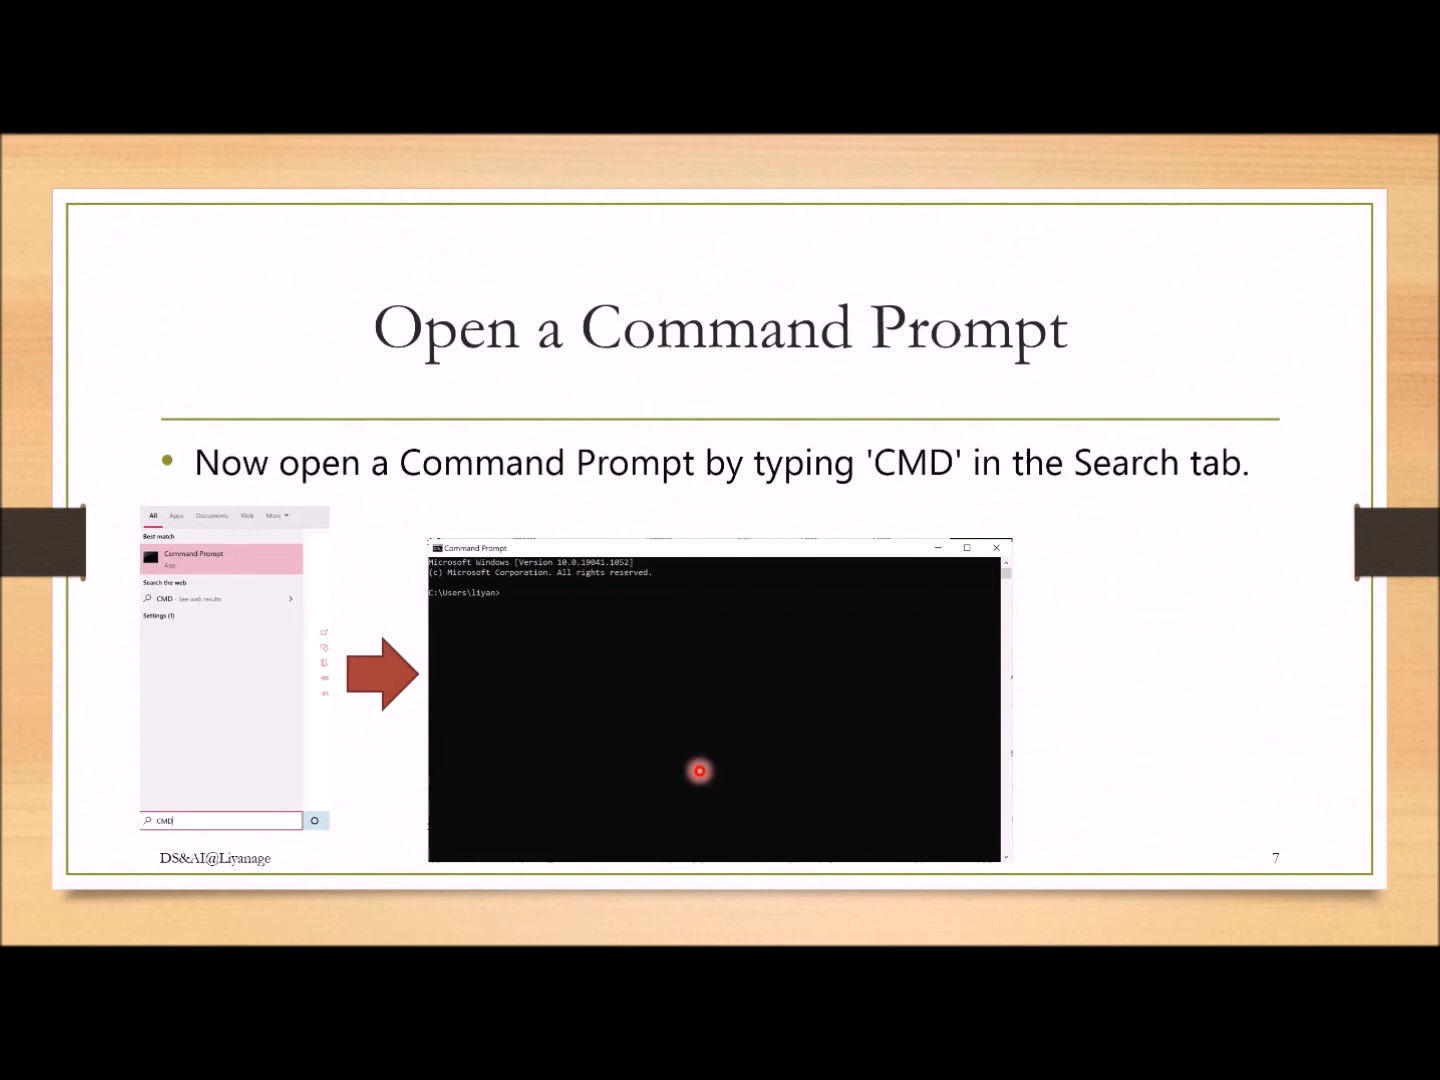 Open a Command Prompt
• Now open a Command Prompt by typing 'CMD' in the Search tab.
All Apps Documents Web More
Best match
Command Prompt
App
Search the web
CMD - See web results
Settings (1)
CMD
Command Prompt
Microsoft Windows [Version 10.0.19041.1052]
(c) Microsoft Corporation. All rights reserved.
C:\Users\liyan>
DS&AI@Liyanage
7